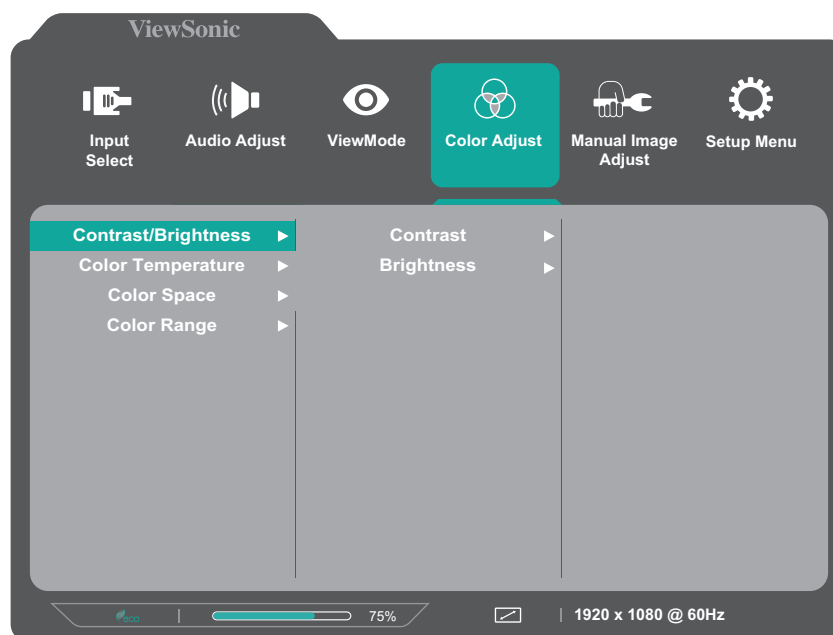 ViewSonic
Input
Select
Audio Adjust
ViewMode
Color Adjust
Manual Image
Adjust
Setup Menu
Contrast/Brightness
Color Temperature
Color Space
Color Range
Contrast
Brightness
eco
75%
1920 x 1080 @ 60Hz